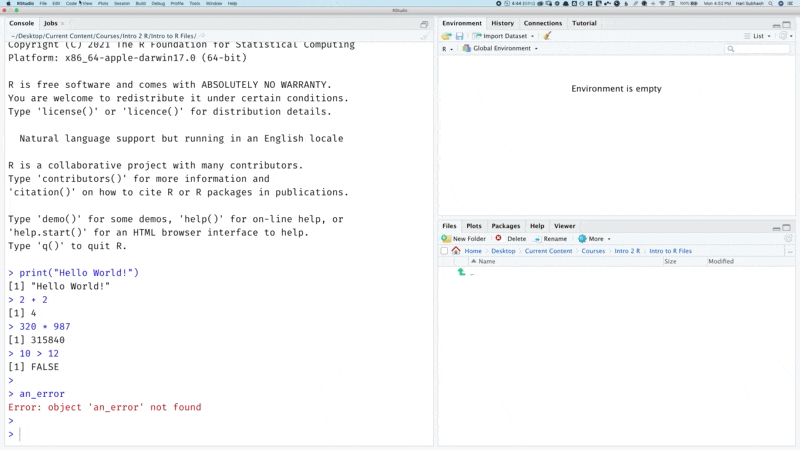 RStudio File Edit Code View Plots Session Build Debug Profile Tools Window Help
Mon 4:52 PM Hari Subhash
RStudio
Console Jobs
~/Desktop/Current Content/Courses/Intro 2 R/Intro to R Files/
Copyright (C) 2021 The R Foundation for Statistical Computing
Platform: x86_64-apple-darwin17.0 (64-bit)
R is free software and comes with ABSOLUTELY NO WARRANTY.
You are welcome to redistribute it under certain conditions.
Type 'license()' or 'licence()' for distribution details.
Natural language support but running in an English locale
R is a collaborative project with many contributors.
Type 'contributors()' for more information and
'citation()' on how to cite R or R packages in publications.
Type 'demo()' for some demos, 'help()' for on-line help, or
'help.start()' for an HTML browser interface to help.
Type 'q()' to quit R.
> print("Hello World!")
[1] "Hello World!"
> 2 + 2
[1] 4
> 320 * 987
[1] 315840
> 10 > 12
[1] FALSE
>
> an_error
Error: object 'an_error' not found
>
>
Environment History Connections Tutorial
Import Dataset List
R Global Environment
Environment is empty
Files Plots Packages Help Viewer
New Folder Delete Rename More
Home Desktop Current Content Courses Intro 2 R Intro to R Files ...
Name Size Modified
..